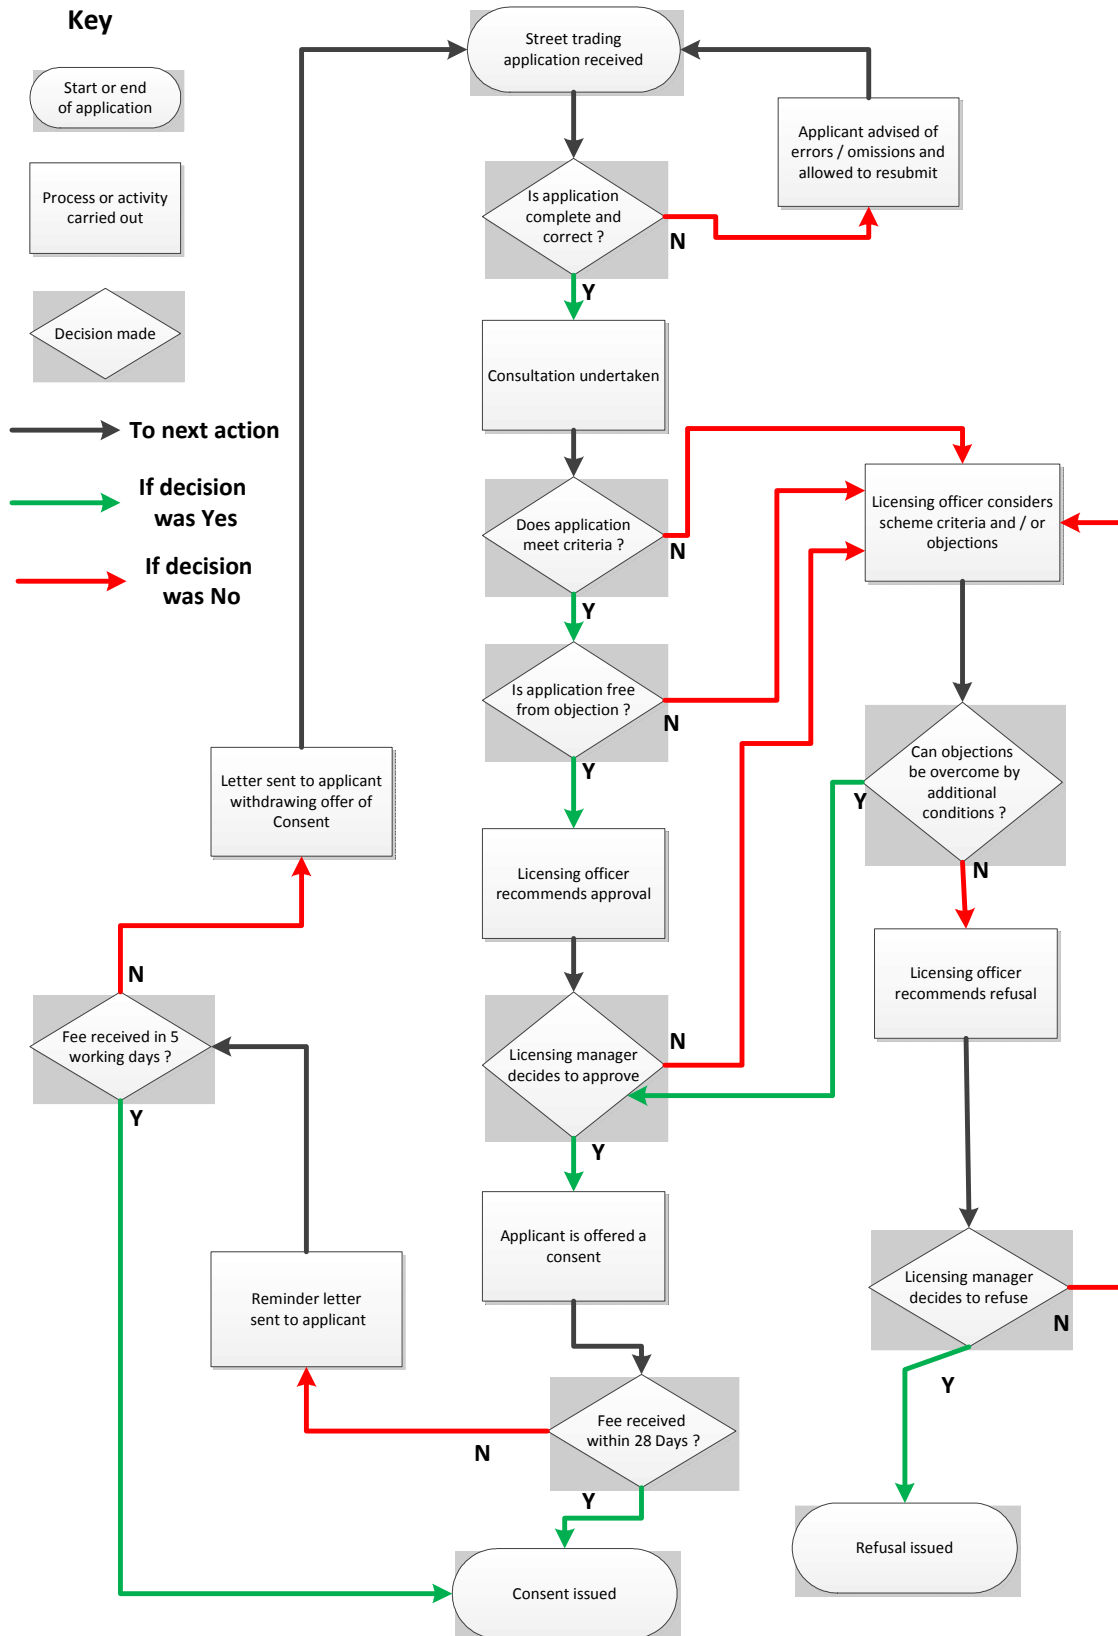 Key
Start or end
of application
Process or activity
carried out
Decision made
To next action
If decision
was Yes
If decision
was No
Street trading
application received
Applicant advised of
errors / omissions and
allowed to resubmit
Is application
complete and
correct ?
N
Y
Consultation undertaken
Does application
meet criteria ?
N
Y
Licensing officer considers
scheme criteria and / or
objections
Is application free
from objection ?
N
Y
Can objections
be overcome by
additional
conditions ?
Y
N
Letter sent to applicant
withdrawing offer of
Consent
Licensing officer
recommends approval
Licensing officer
recommends refusal
N
Fee received in 5
working days ?
Y
Licensing manager
decides to approve
N
Y
Applicant is offered a
consent
Licensing manager
decides to refuse
N
Y
Reminder letter
sent to applicant
Fee received
within 28 Days ?
N
Y
Refusal issued
Consent issued